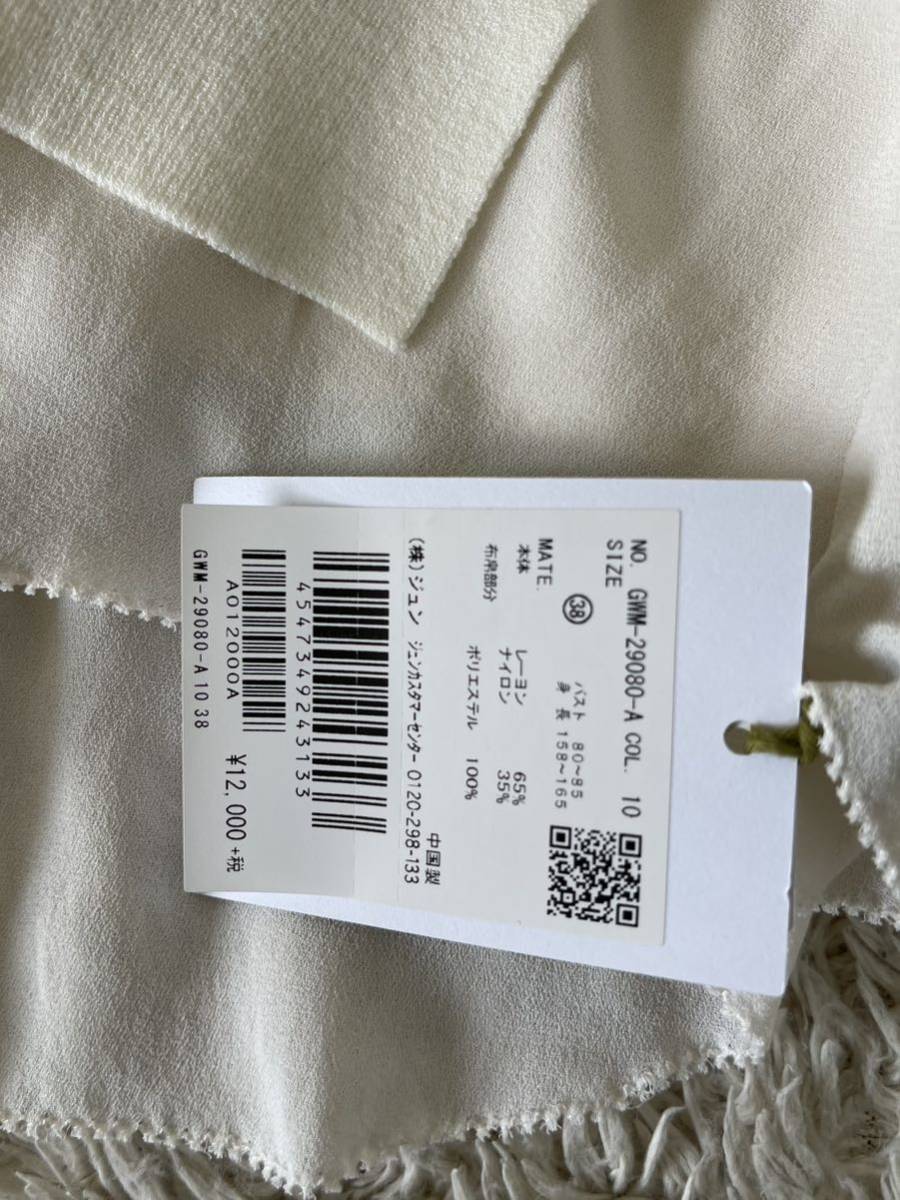 NO. GWM-29080-A COL. 10
SIZE
㊳ バスト 80~85
身 長 158~165
MATE.
本体 レーヨン 65%
ナイロン 35%
布帛部分 ポリエステル 100%
中国製
(株)ジュン ジュンカスタマーセンター 0120-298-133
4547349243133
A012000A
¥12,000+税
GWM-29080-A 10 38